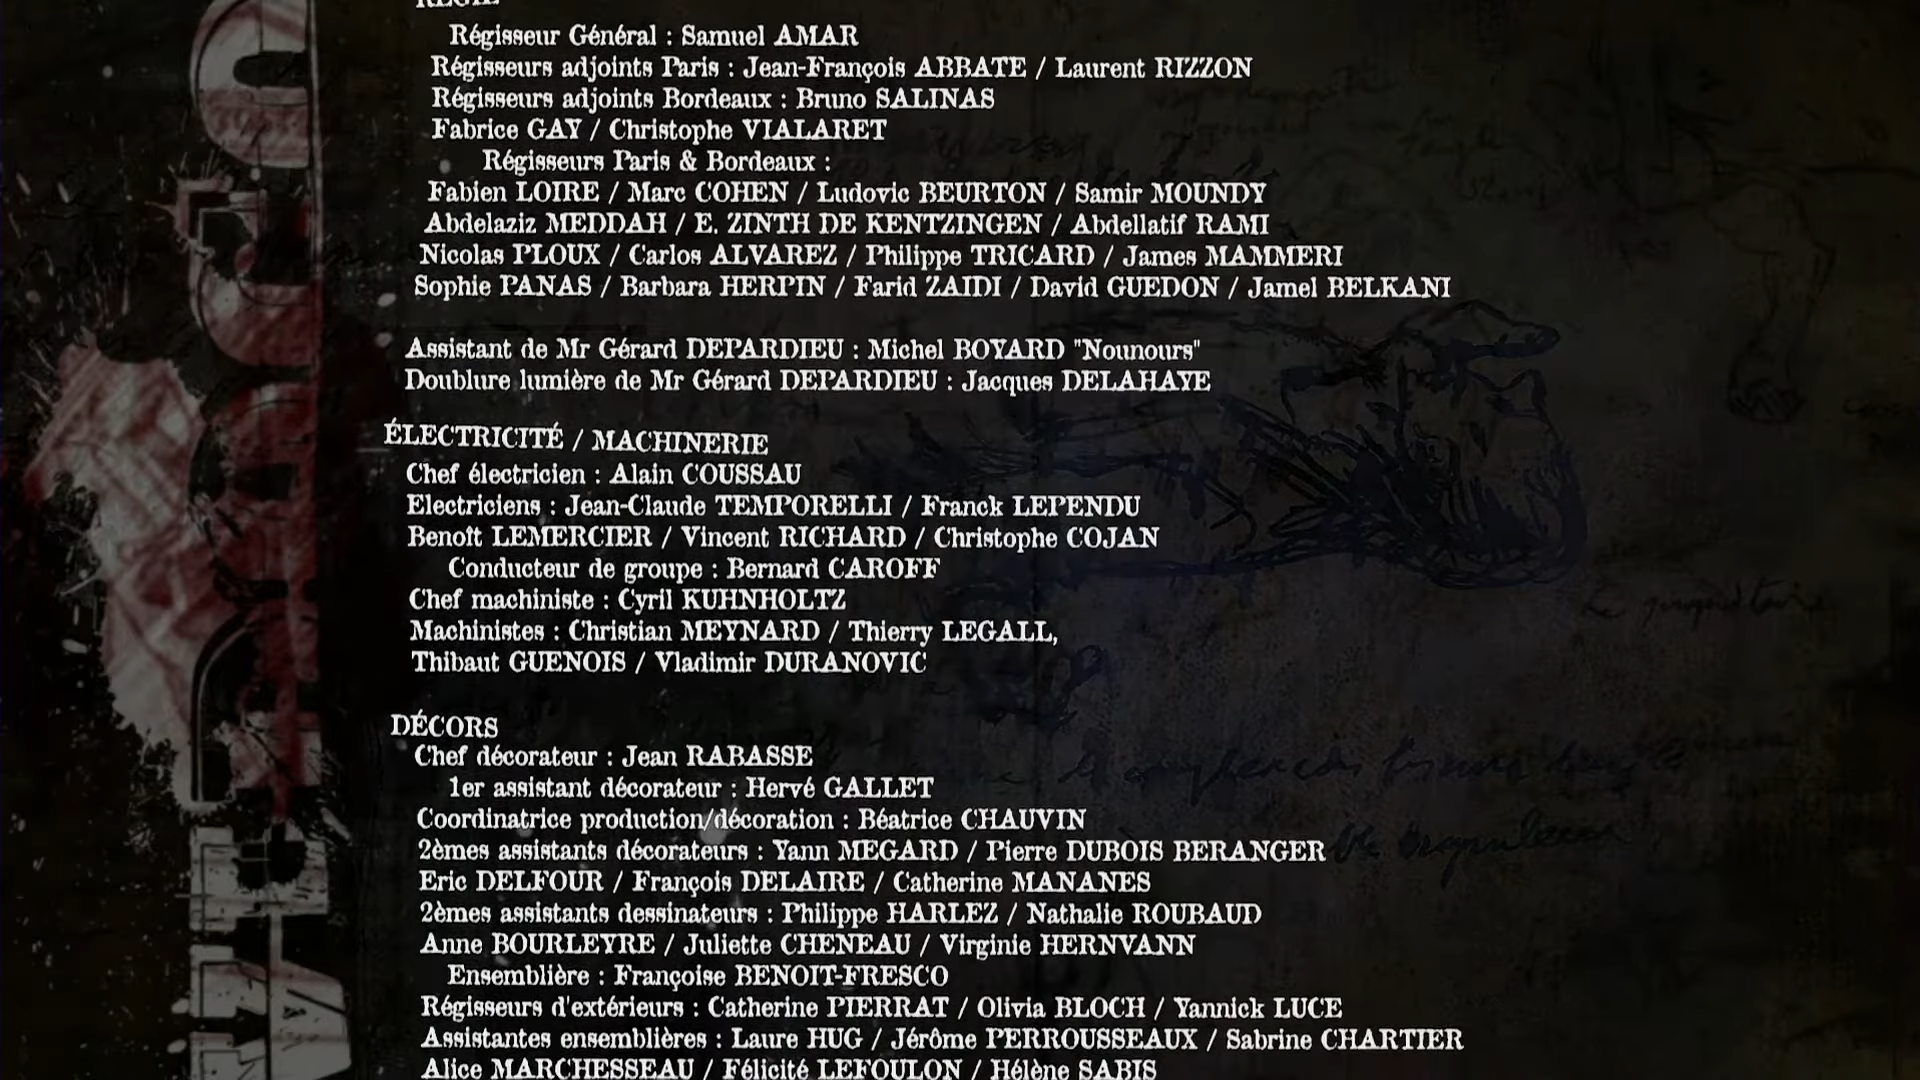 RÉGIE
Régisseur Général : Samuel AMAR
Régisseurs adjoints Paris : Jean-François ABBATE / Laurent RIZZON
Régisseurs adjoints Bordeaux : Bruno SALINAS
Fabrice GAY / Christophe VIALARET
Régisseurs Paris & Bordeaux :
Fabien LOIRE / Marc COHEN / Ludovic BEURTON / Samir MOUNDY
Abdelaziz MEDDAH / E. ZINTH DE KENTZINGEN / Abdellatif RAMI
Nicolas PLOUX / Carlos ALVAREZ / Philippe TRICARD / James MAMMERI
Sophie PANAS / Barbara HERPIN / Farid ZAIDI / David GUEDON / Jamel BELKANI
Assistant de Mr Gérard DEPARDIEU : Michel BOYARD "Nounours"
Doublure lumière de Mr Gérard DEPARDIEU : Jacques DELAHAYE
ÉLECTRICITÉ / MACHINERIE
Chef électricien : Alain COUSSAU
Electriciens : Jean-Claude TEMPORELLI / Franck LEPENDU
Benoît LEMERCIER / Vincent RICHARD / Christophe COJAN
Conducteur de groupe : Bernard CAROFF
Chef machiniste : Cyril KUHNHOLTZ
Machinistes : Christian MEYNARD / Thierry LEGALL,
Thibaut GUENOIS / Vladimir DURANOVIC
DÉCORS
Chef décorateur : Jean RABASSE
1er assistant décorateur : Hervé GALLET
Coordinatrice production/décoration : Béatrice CHAUVIN
2èmes assistants décorateurs : Yann MEGARD / Pierre DUBOIS BERANGER
Eric DELFOUR / François DELAIRE / Catherine MANANES
2èmes assistants dessinateurs : Philippe HARLEZ / Nathalie ROUBAUD
Anne BOURLEYRE / Juliette CHENEAU / Virginie HERNVANN
Ensemblière : Françoise BENOIT-FRESCO
Régisseurs d'extérieurs : Catherine PIERRAT / Olivia BLOCH / Yannick LUCE
Assistantes ensemblières : Laure HUG / Jérôme PERROUSSEAUX / Sabrine CHARTIER
Alice MARCHESSEAU / Félicité LEFOULON / Hélène SABIS